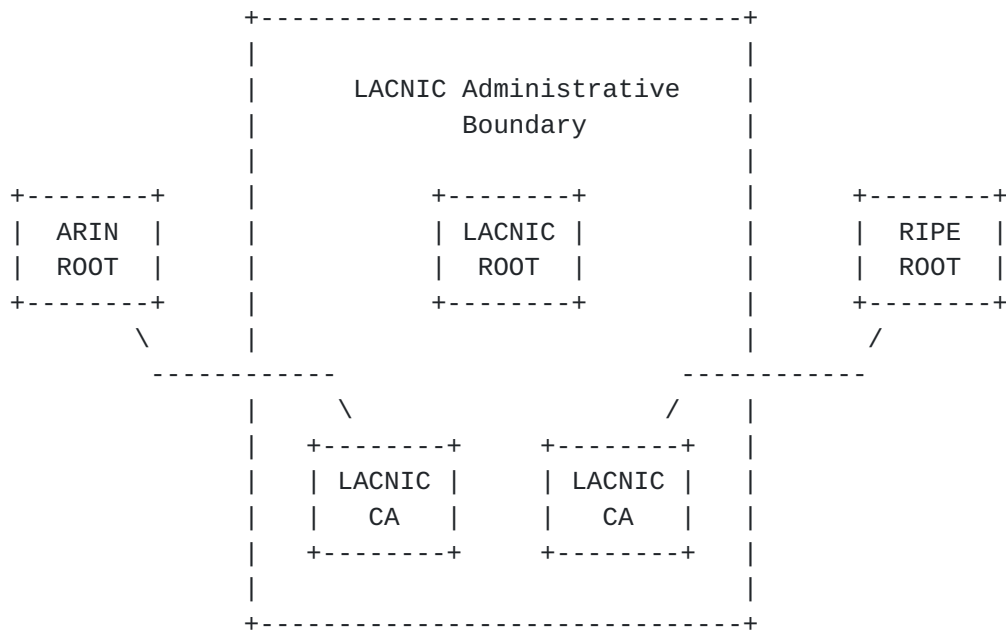 LACNIC Administrative
Boundary
ARIN LACNIC RIPE
ROOT ROOT ROOT
LACNIC LACNIC
CA CA